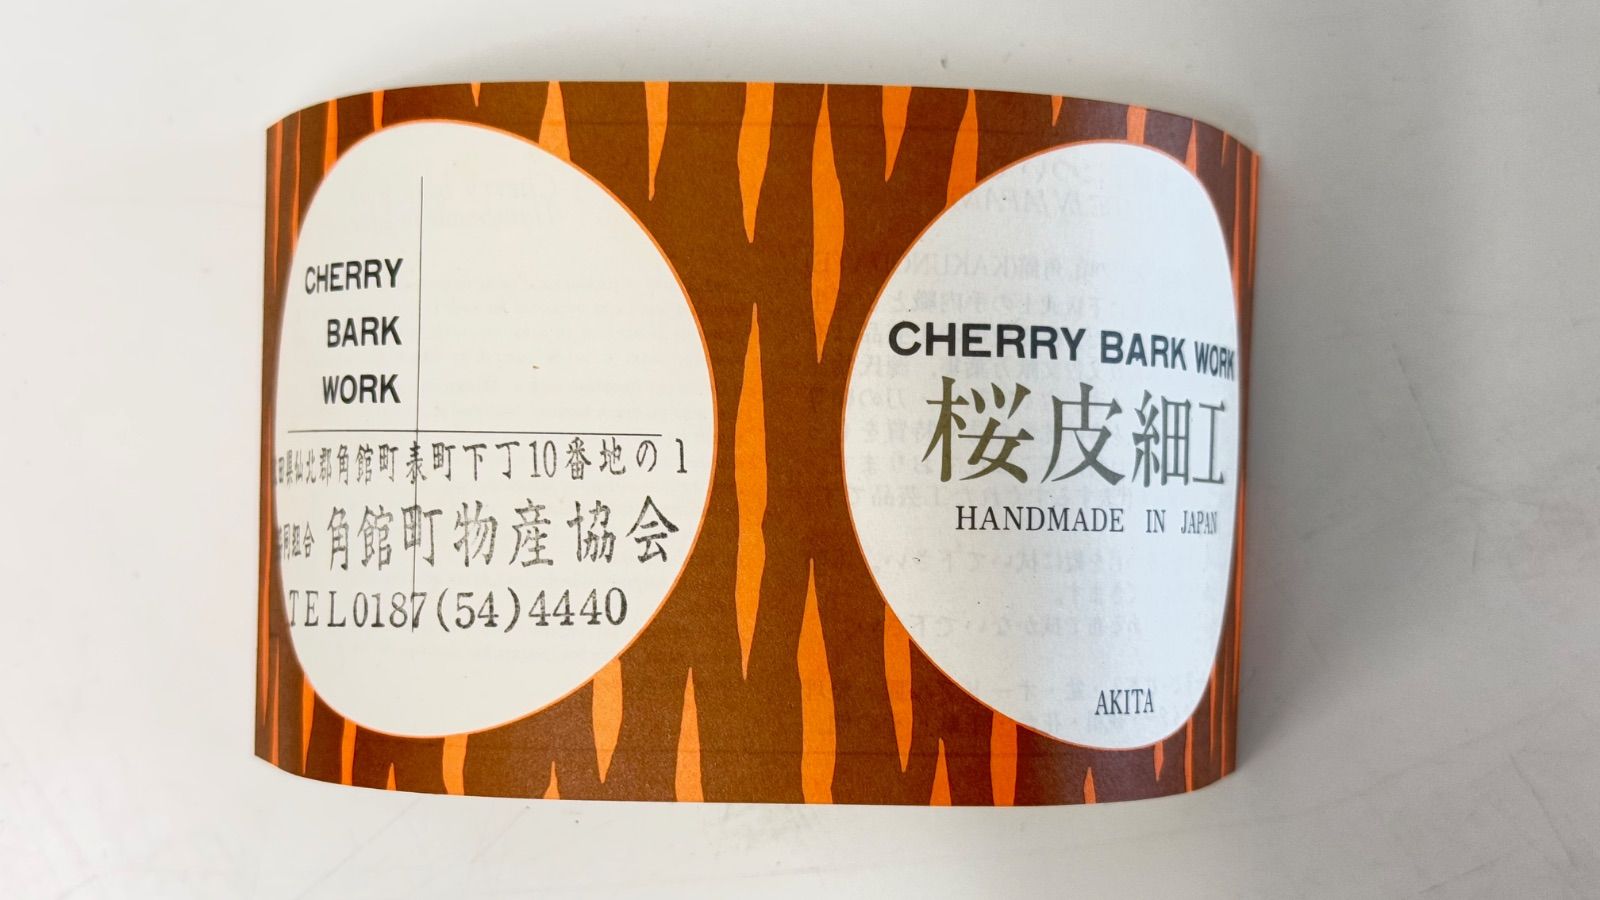 CHERRY
BARK
WORK
田県仙北郡角館町表町下丁10番地の1
同組合 角館町物産協会
TEL0187(54)4440
CHERRY BARK WORK
桜皮細工
HANDMADE IN JAPAN
AKITA